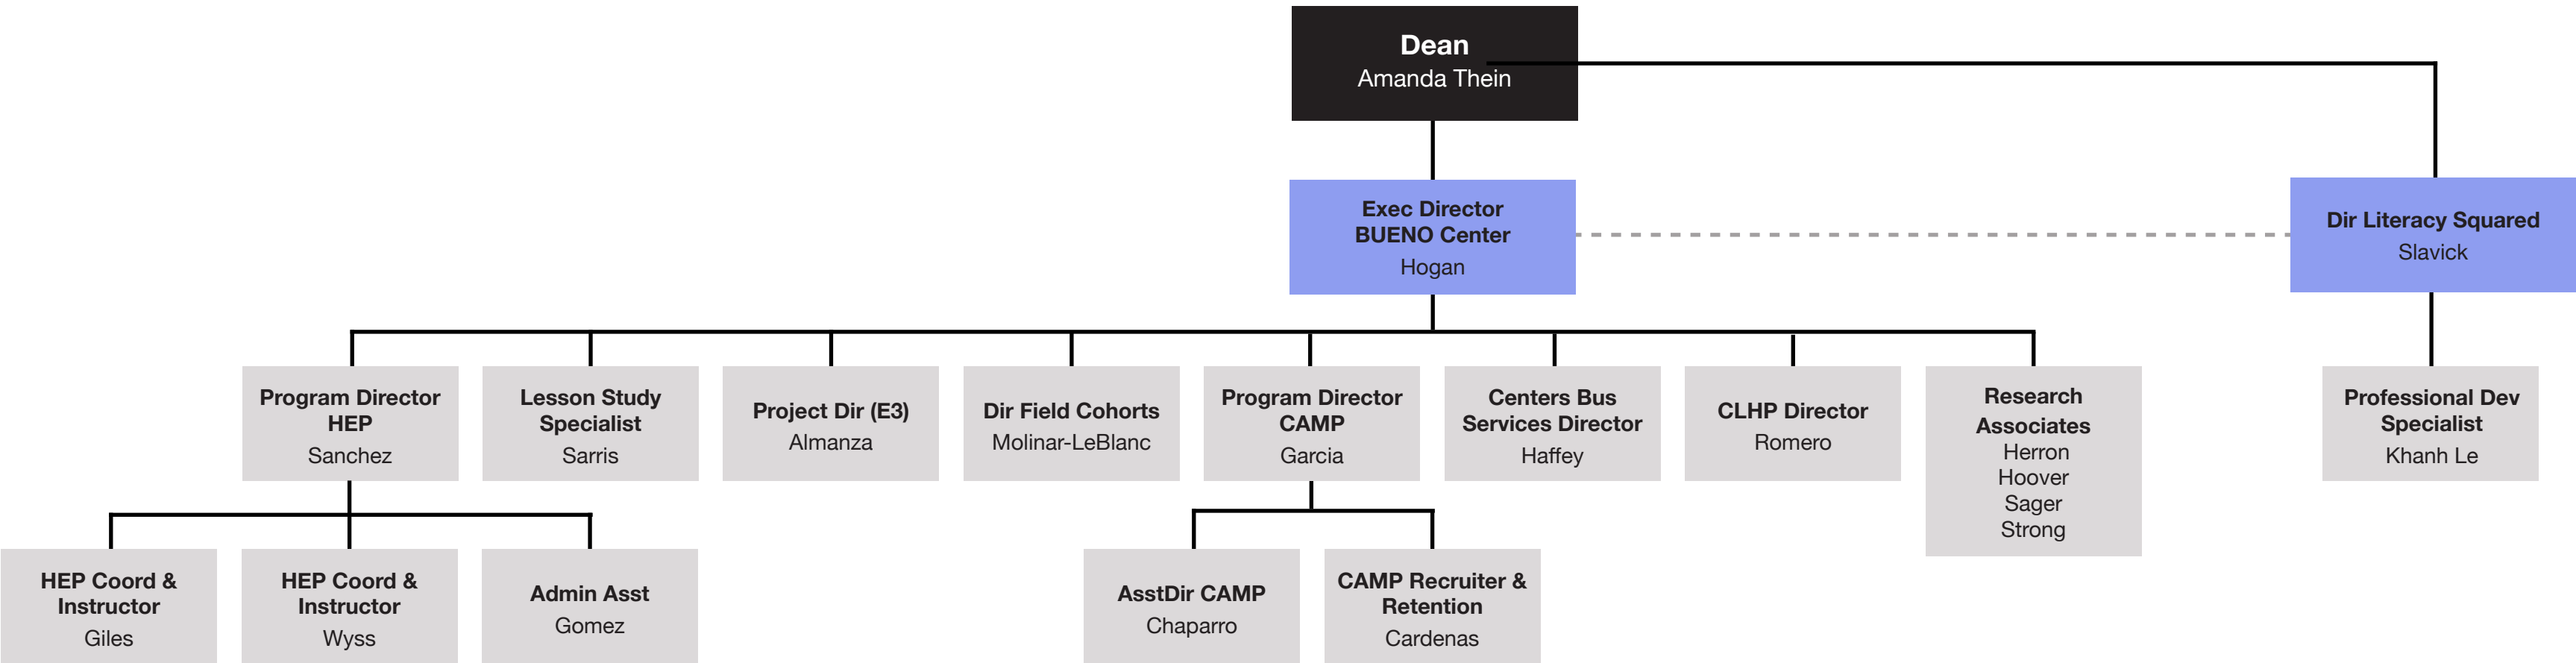 Dean
Amanda Thein
Exec Director
BUENO Center
Hogan
Dir Literacy Squared
Slavick
Program Director
HEP
Sanchez
Lesson Study
Specialist
Sarris
Project Dir (E3)
Almanza
Dir Field Cohorts
Molinar-LeBlanc
Program Director
CAMP
Garcia
Centers Bus
Services Director
Haffey
CLHP Director
Romero
Research
Associates
Herron
Hoover
Sager
Strong
Professional Dev
Specialist
Khanh Le
HEP Coord &
Instructor
Giles
HEP Coord &
Instructor
Wyss
Admin Asst
Gomez
AsstDir CAMP
Chaparro
CAMP Recruiter &
Retention
Cardenas